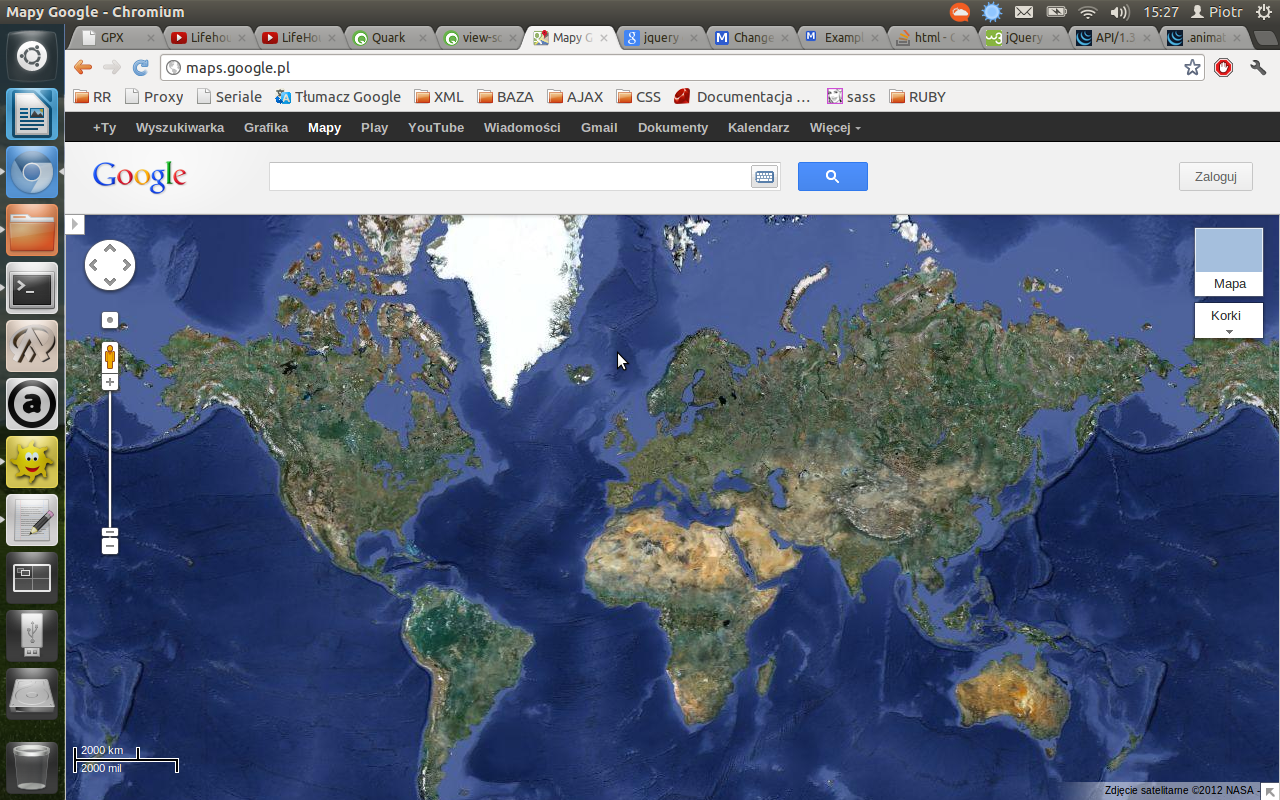 Mapy Google - Chromium
15:27 Piotr
GPX
Lifehou
LifeHou
Quark
view-so
Mapy G
jquery
Change
Exampl
html - C
jQuery
API/1.3
.animat
maps.google.pl
RR Proxy Seriale Tłumacz Google XML BAZA AJAX CSS Documentacja ... sass RUBY
+Ty Wyszukiwarka Grafika Mapy Play YouTube Wiadomości Gmail Dokumenty Kalendarz Więcej
Google
Zaloguj
Mapa
Korki
2000 km
2000 mil
Zdjęcie satelitarne ©2012 NASA -